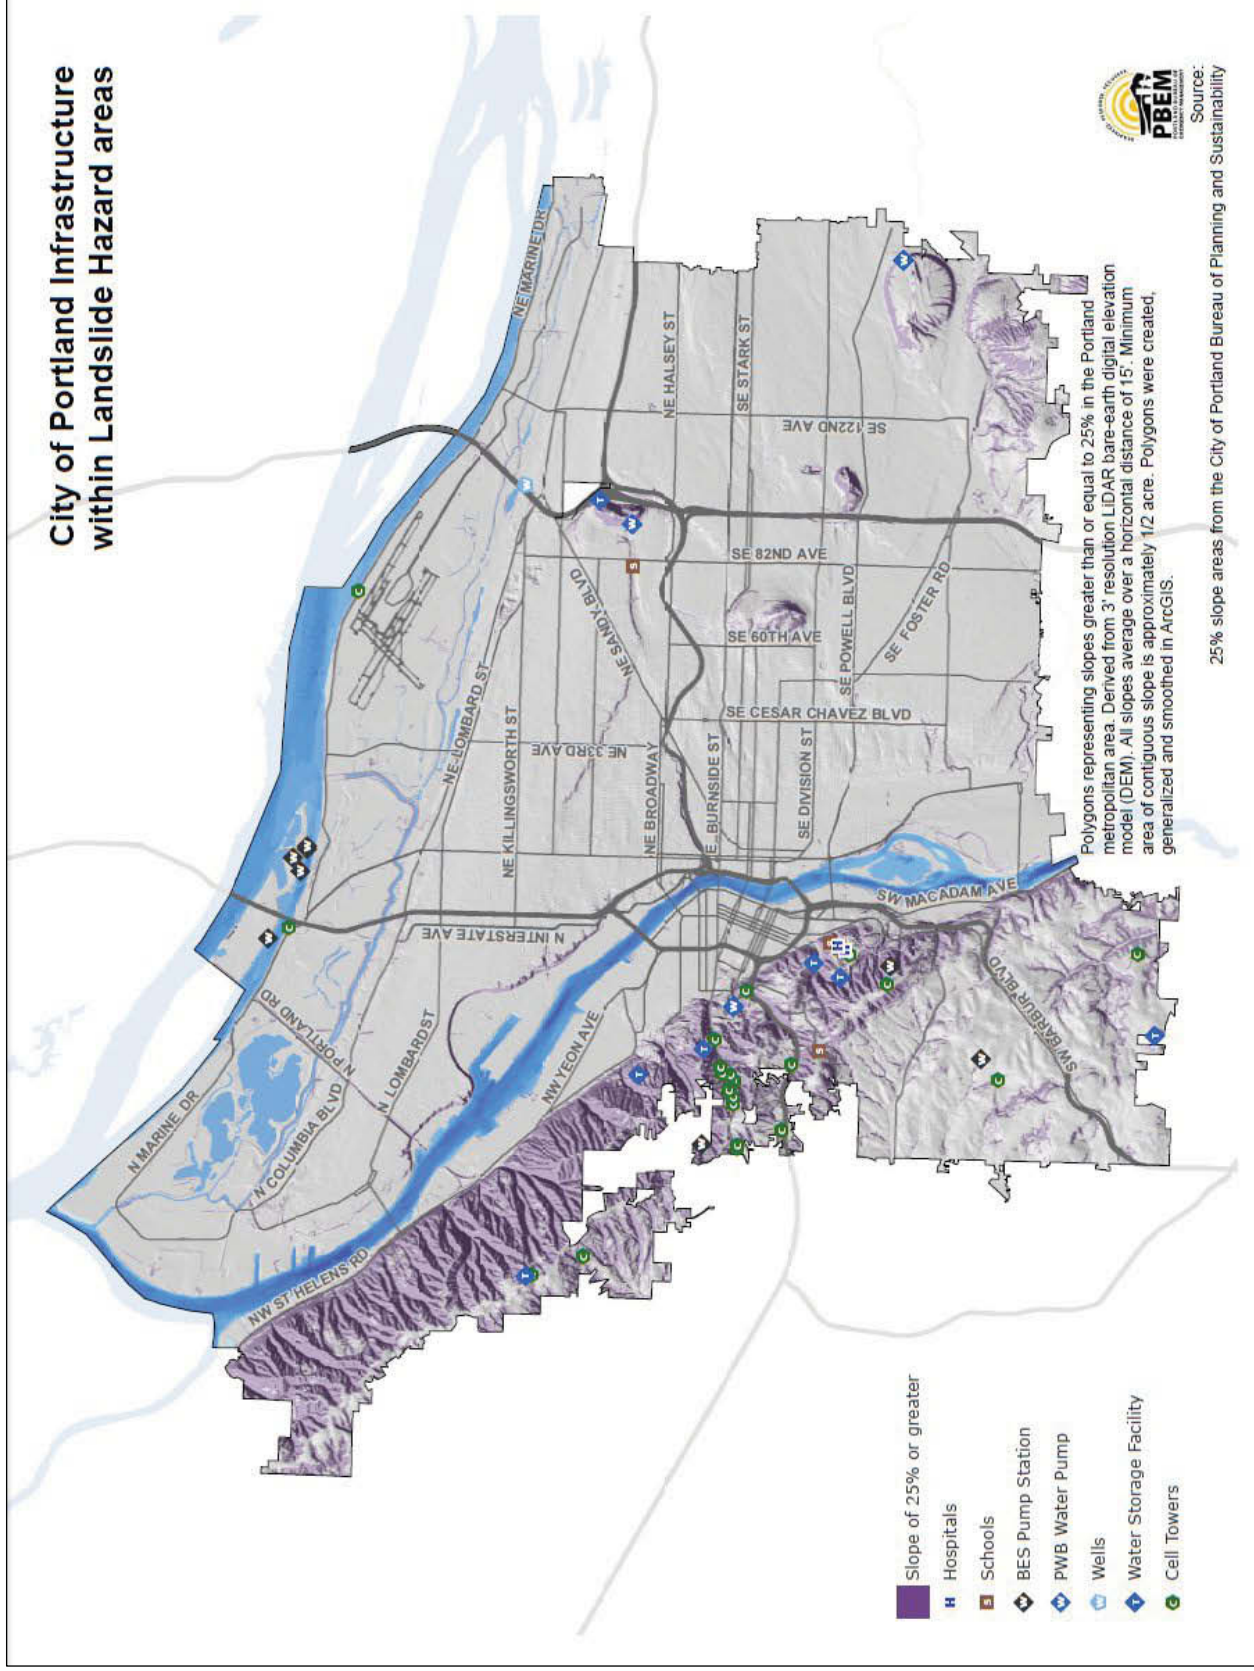 City of Portland Infrastructure
within Landslide Hazard areas
NE MARINE DR
NE HALSEY ST
SE STARK ST
SE 122ND AVE
W
T
W
W
S
SE 82ND AVE
NE SANDY BLVD
SE 60TH AVE
SE POWELL BLVD
SE FOSTER RD
C
NE LOMBARD ST
NE KILLINGSWORTH ST
NE 33RD AVE
SE CESAR CHAVEZ BLVD
NE BROADWAY
E BURNSIDE ST
SE DIVISION ST
W
W
W
W
C
N INTERSTATE AVE
SW MACADAM AVE
N PORTLAND RD
N LOMBARD ST
NW YEON AVE
N MARINE DR
N COLUMBIA BLVD
NW ST HELENS RD
SW BARBUR BLVD
H
T
T
W
C
C
W
T
C
T
C
C
C
C
C
C
C
S
W
C
C
T
W
C
C
T
C
PBEM
PORTLAND BUREAU OF
EMERGENCY MANAGEMENT
Source:
25% slope areas from the City of Portland Bureau of Planning and Sustainability
Polygons representing slopes greater than or equal to 25% in the Portland
metropolitan area. Derived from 3' resolution LiDAR bare-earth digital elevation
model (DEM). All slopes average over a horizontal distance of 15'. Minimum
area of contiguous slope is approximately 1/2 acre. Polygons were created,
generalized and smoothed in ArcGIS.
Slope of 25% or greater
H Hospitals
S Schools
W BES Pump Station
W PWB Water Pump
W Wells
T Water Storage Facility
C Cell Towers